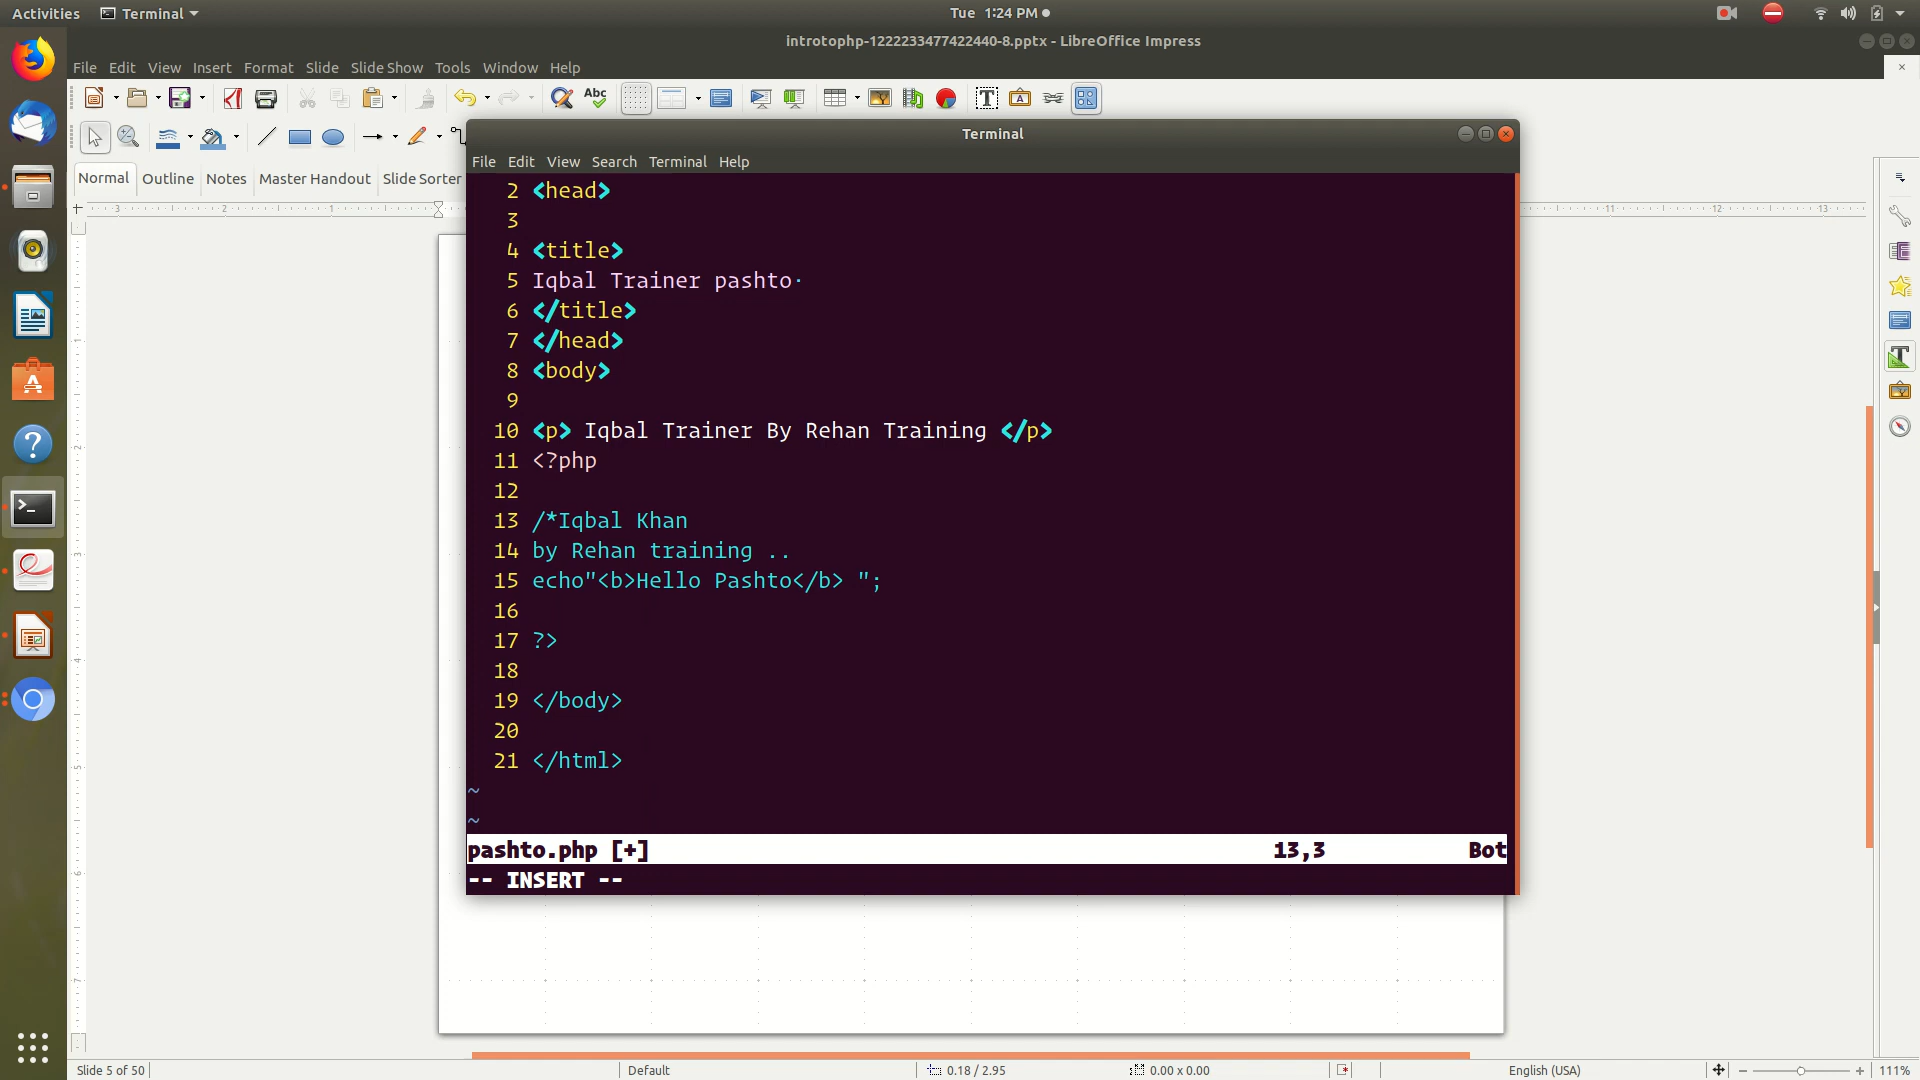 Activities Terminal Tue 1:24 PM
introtophp-1222233477422440-8.pptx - LibreOffice Impress
File Edit View Insert Format Slide Slide Show Tools Window Help
Abc
Normal Outline Notes Master Handout Slide Sorter
Terminal
File Edit View Search Terminal Help
2 <head>
3
4 <title>
5 Iqbal Trainer pashto·
6 </title>
7 </head>
8 <body>
9
10 <p> Iqbal Trainer By Rehan Training </p>
11 <?php
12
13 /*Iqbal Khan
14 by Rehan training ..
15 echo"<b>Hello Pashto</b> ";
16
17 ?>
18
19 </body>
20
21 </html>
~
~
pashto.php [+] 13,3 Bot
-- INSERT --
Slide 5 of 50 Default 0.18 / 2.95 0.00 x 0.00 English (USA) 111%